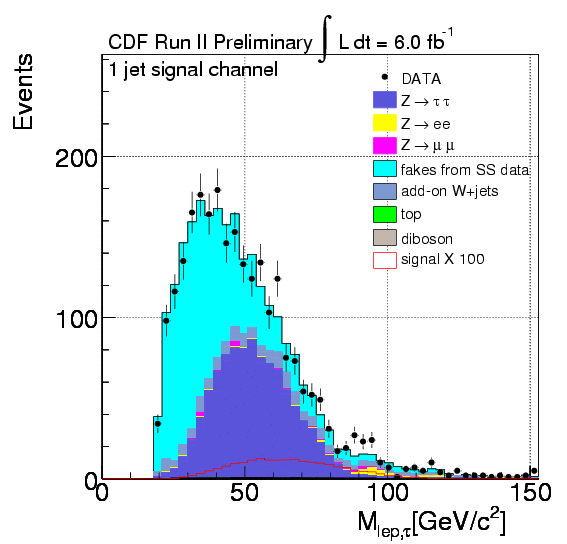 CDF Run II Preliminary ∫ L dt = 6.0 fb⁻¹
1 jet signal channel
Events
DATA
Z → τ τ
Z → ee
Z → μ μ
fakes from SS data
add-on W+jets
top
diboson
signal X 100
200
100
0
0 50 100 150
M_lep,τ[GeV/c²]